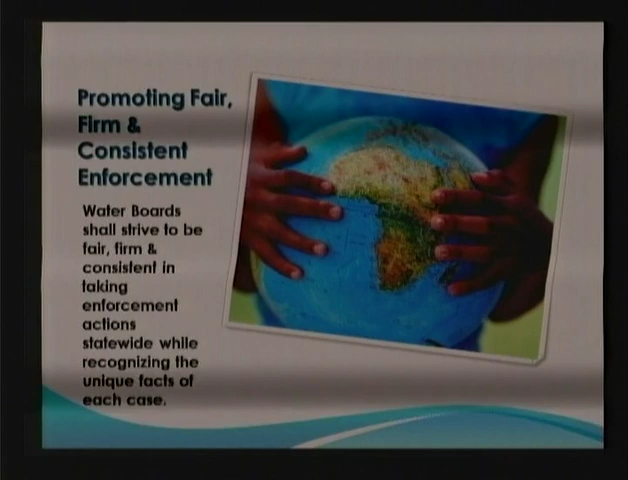 Promoting Fair,
Firm &
Consistent
Enforcement
Water Boards
shall strive to be
fair, firm &
consistent in
taking
enforcement
actions
statewide while
recognizing the
unique facts of
each case.